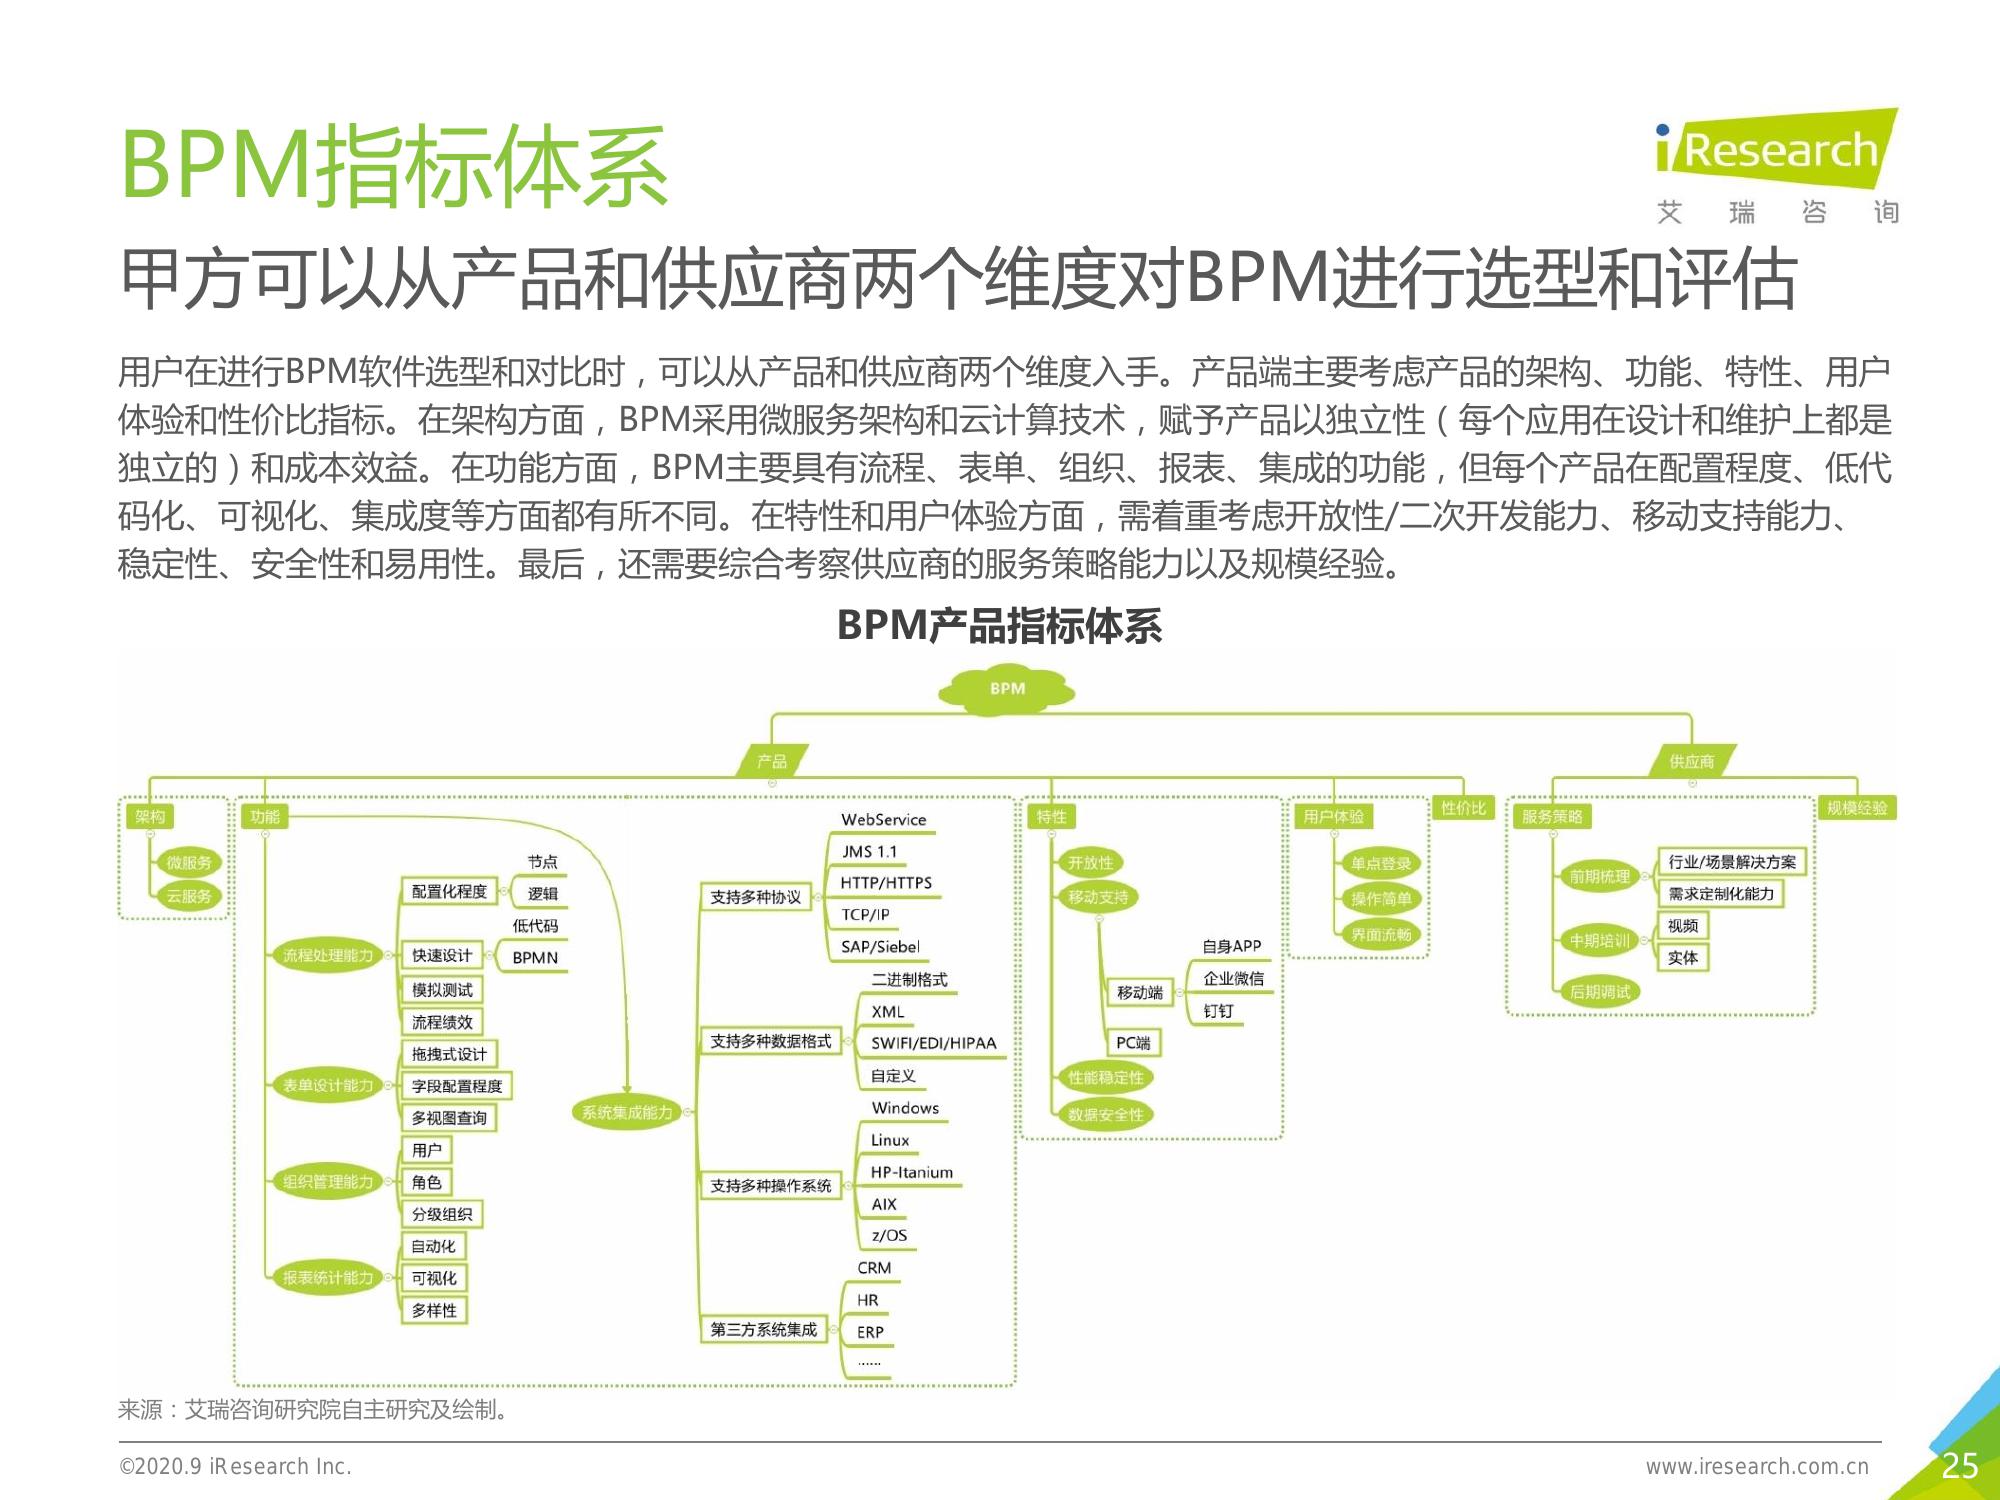 BPM指标体系
iResearch
艾瑞咨询
甲方可以从产品和供应商两个维度对BPM进行选型和评估
用户在进行BPM软件选型和对比时，可以从产品和供应商两个维度入手。产品端主要考虑产品的架构、功能、特性、用户
体验和性价比指标。在架构方面，BPM采用微服务架构和云计算技术，赋予产品以独立性（每个应用在设计和维护上都是
独立的）和成本效益。在功能方面，BPM主要具有流程、表单、组织、报表、集成的功能，但每个产品在配置程度、低代
码化、可视化、集成度等方面都有所不同。在特性和用户体验方面，需着重考虑开放性/二次开发能力、移动支持能力、
稳定性、安全性和易用性。最后，还需要综合考察供应商的服务策略能力以及规模经验。
BPM产品指标体系
BPM
产品
供应商
架构
微服务
云服务
功能
流程处理能力
配置化程度
节点
逻辑
快速设计
低代码
BPMN
模拟测试
流程绩效
表单设计能力
拖拽式设计
字段配置程度
多视图查询
组织管理能力
用户
角色
分级组织
报表统计能力
自动化
可视化
多样性
系统集成能力
支持多种协议
WebService
JMS 1.1
HTTP/HTTPS
TCP/IP
SAP/Siebel
支持多种数据格式
二进制格式
XML
SWIFI/EDI/HIPAA
自定义
支持多种操作系统
Windows
Linux
HP-Itanium
AIX
z/OS
第三方系统集成
CRM
HR
ERP
......
特性
开放性
移动支持
移动端
自身APP
企业微信
钉钉
PC端
性能稳定性
数据安全性
用户体验
单点登录
操作简单
界面流畅
性价比
服务策略
前期梳理
行业/场景解决方案
需求定制化能力
中期培训
视频
实体
后期调试
规模经验
来源：艾瑞咨询研究院自主研究及绘制。
©2020.9 iResearch Inc.
www.iresearch.com.cn
25